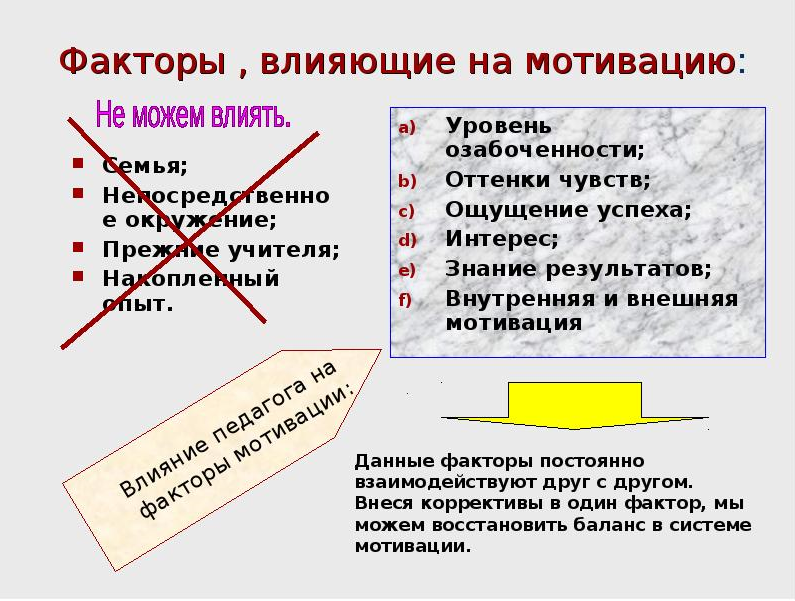 Факторы , влияющие на мотивацию:
Не можем влиять.
Семья;
Непосредственно
е окружение;
Прежние учителя;
Накопленный
опыт.
a) Уровень
озабоченности;
b) Оттенки чувств;
c) Ощущение успеха;
d) Интерес;
e) Знание результатов;
f) Внутренняя и внешняя
мотивация
Влияние педагога на
факторы мотивации:
Данные факторы постоянно
взаимодействуют друг с другом.
Внеся коррективы в один фактор, мы
можем восстановить баланс в системе
мотивации.